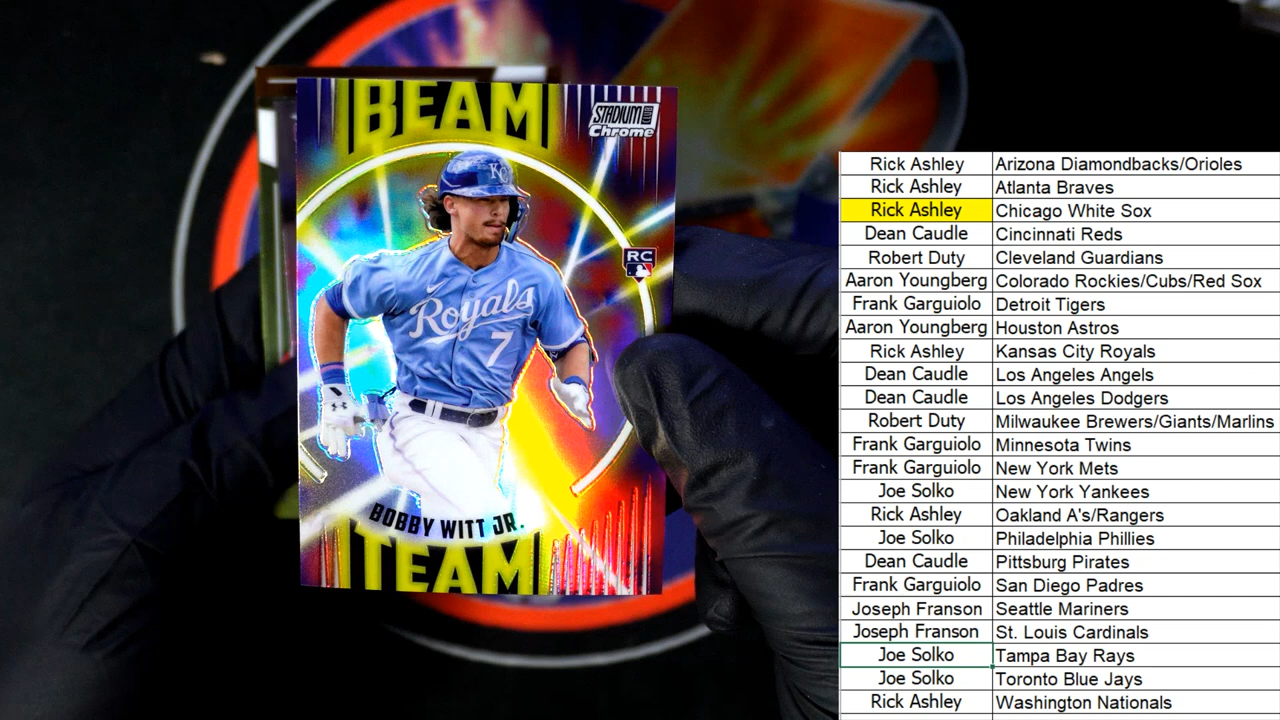 BEAM
STADIUM CLUB
Chrome
KC
RC
Royals
7
BOBBY WITT JR.
TEAM
Rick Ashley Arizona Diamondbacks/Orioles
Rick Ashley Atlanta Braves
Rick Ashley Chicago White Sox
Dean Caudle Cincinnati Reds
Robert Duty Cleveland Guardians
Aaron Youngberg Colorado Rockies/Cubs/Red Sox
Frank Garguiolo Detroit Tigers
Aaron Youngberg Houston Astros
Rick Ashley Kansas City Royals
Dean Caudle Los Angeles Angels
Dean Caudle Los Angeles Dodgers
Robert Duty Milwaukee Brewers/Giants/Marlins
Frank Garguiolo Minnesota Twins
Frank Garguiolo New York Mets
Joe Solko New York Yankees
Rick Ashley Oakland A's/Rangers
Joe Solko Philadelphia Phillies
Dean Caudle Pittsburg Pirates
Frank Garguiolo San Diego Padres
Joseph Franson Seattle Mariners
Joseph Franson St. Louis Cardinals
Joe Solko Tampa Bay Rays
Joe Solko Toronto Blue Jays
Rick Ashley Washington Nationals